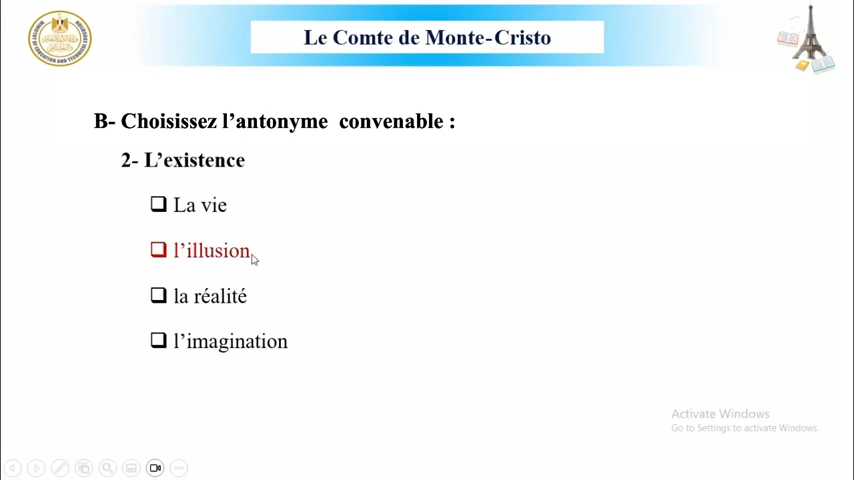 Le Comte de Monte-Cristo
B- Choisissez l'antonyme convenable :
2- L'existence
La vie
l'illusion
la réalité
l'imagination
Activate Windows
Go to Settings to activate Windows.